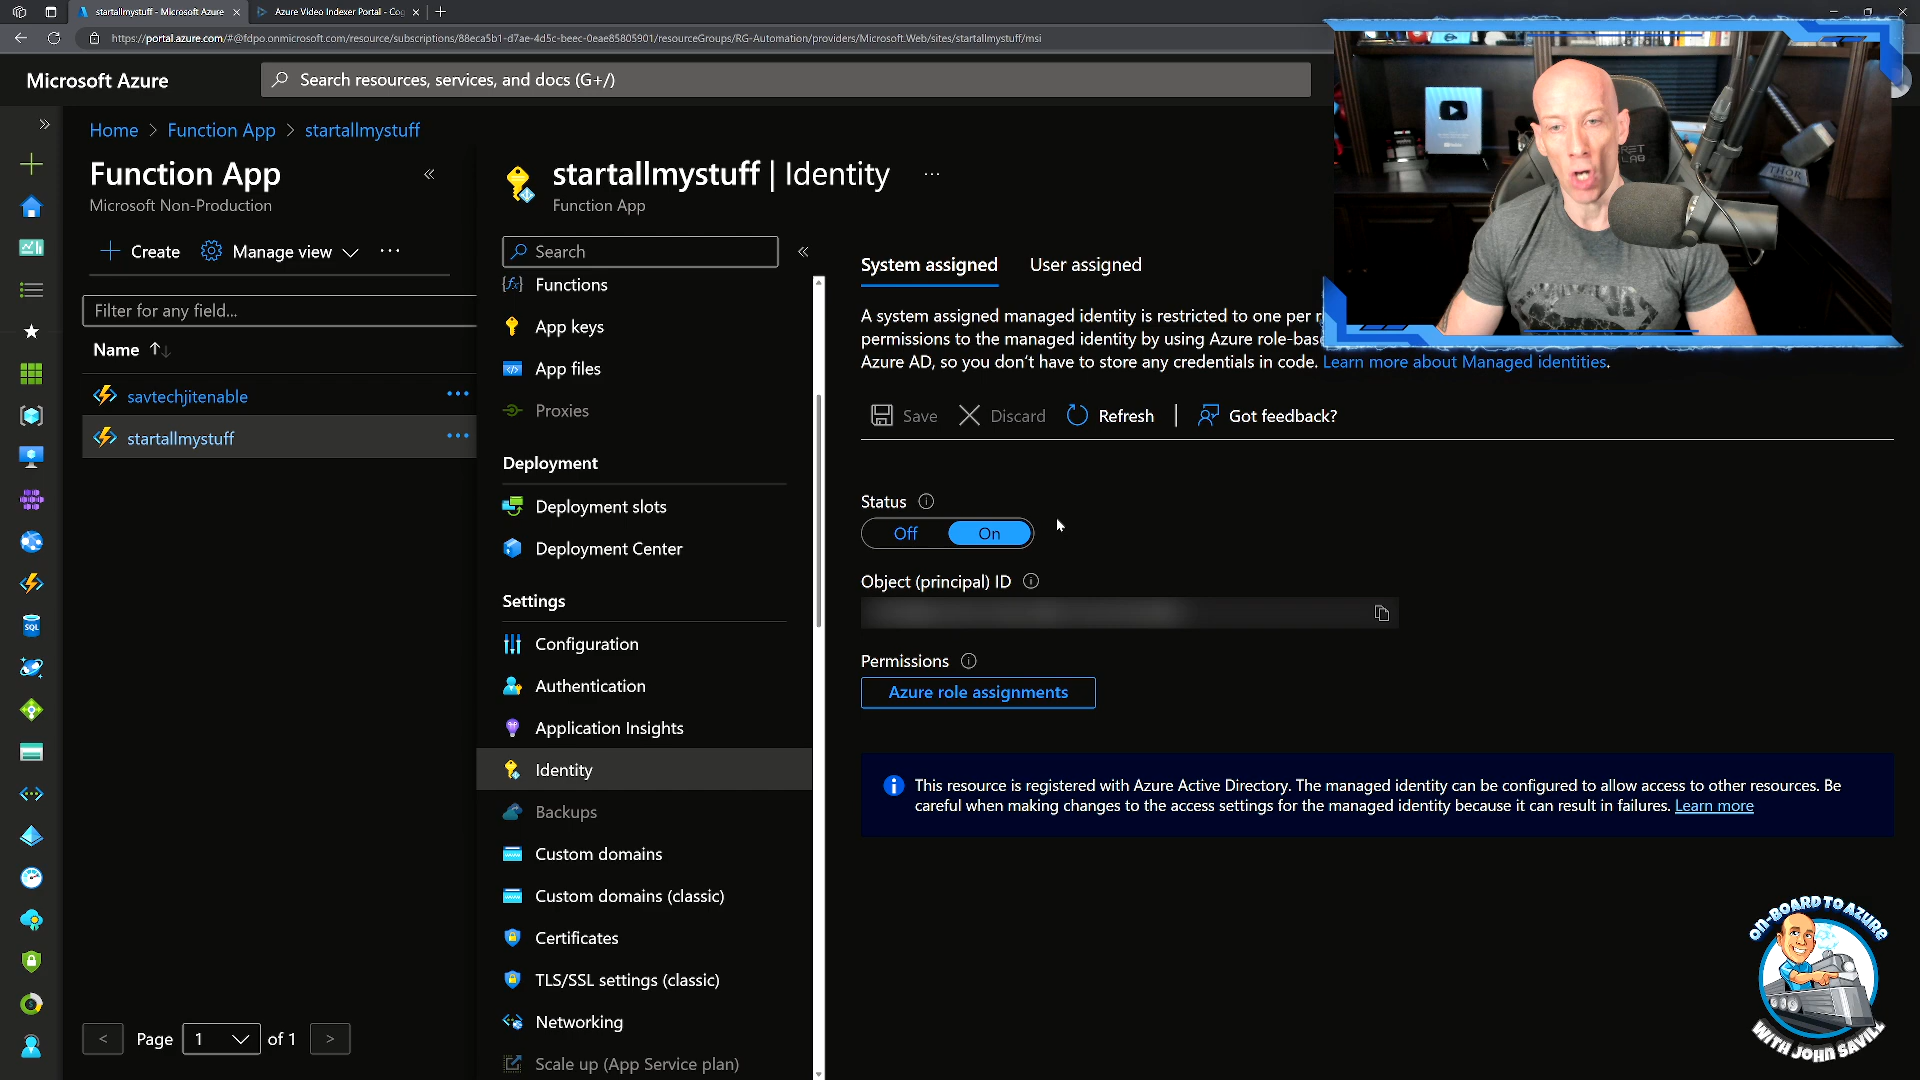 startallmystuff - Microsoft Azure
Azure Video Indexer Portal - Cog
https://portal.azure.com/#@fdpo.onmicrosoft.com/resource/subscriptions/88eca5b1-d7ae-4d5c-beec-0eae85805901/resourceGroups/RG-Automation/providers/Microsoft.Web/sites/startallmystuff/msi
Microsoft Azure
Search resources, services, and docs (G+/)
Home > Function App > startallmystuff
Function App
Microsoft Non-Production
Create
Manage view
Filter for any field...
Name
savtechjitenable
startallmystuff
< Page 1 of 1 >
startallmystuff | Identity
Function App
Search
Functions
App keys
App files
Proxies
Deployment
Deployment slots
Deployment Center
Settings
Configuration
Authentication
Application Insights
Identity
Backups
Custom domains
Custom domains (classic)
Certificates
TLS/SSL settings (classic)
Networking
Scale up (App Service plan)
System assigned
User assigned
A system assigned managed identity is restricted to one per
permissions to the managed identity by using Azure
Azure AD, so you don't have to store any credentials in code. Learn more about Managed identities.
Save
Discard
Refresh
Got feedback?
Status
Off
On
Object (principal) ID
Permissions
Azure role assignments
This resource is registered with Azure Active Directory. The managed identity can be configured to allow access to other resources. Be
careful when making changes to the access settings for the managed identity because it can result in failures. Learn more
THOR
SQL
ON-BOARD TO AZURE
WITH JOHN SAVILL